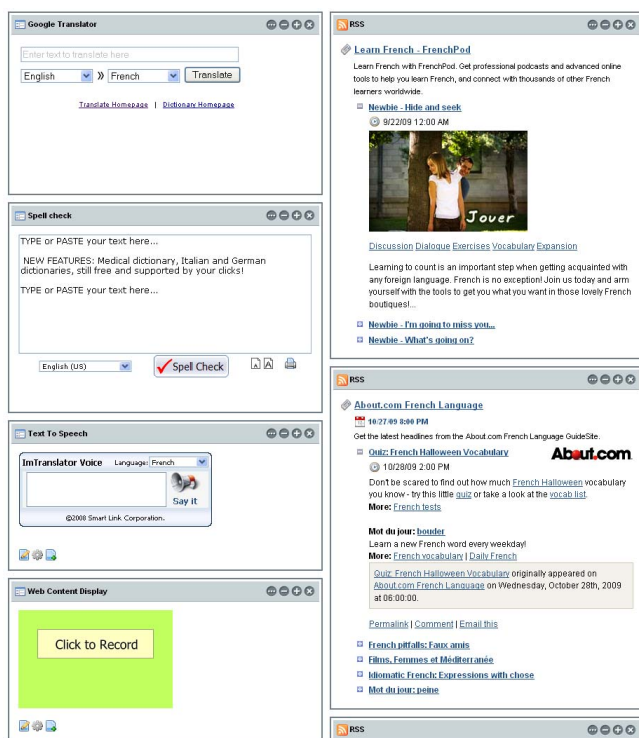 Google Translator
Enter text to translate here
English » French Translate
Translate Homepage | Dictionary Homepage
Spell check
TYPE or PASTE your text here...
NEW FEATURES: Medical dictionary, Italian and German
dictionaries, still free and supported by your clicks!
TYPE or PASTE your text here...
English (US) Spell Check A A
Text To Speech
ImTranslator Voice Language: French
Say it
©2008 Smart Link Corporation.
Web Content Display
Click to Record
RSS
Learn French - FrenchPod
Learn French with FrenchPod. Get professional podcasts and advanced online
tools to help you learn French, and connect with thousands of other French
learners worldwide.
Newbie - Hide and seek
9/22/09 12:00 AM
Jouer
Discussion Dialogue Exercises Vocabulary Expansion
Learning to count is an important step when getting acquainted with
any foreign language. French is no exception! Join us today and arm
yourself with the tools to get you what you want in those lovely French
boutiques!...
Newbie - I'm going to miss you...
Newbie - What's going on?
RSS
About.com French Language
10/27/09 8:00 PM
Get the latest headlines from the About.com French Language GuideSite.
Quiz: French Halloween Vocabulary About.com
10/28/09 2:00 PM
Don't be scared to find out how much French Halloween vocabulary
you know - try this little quiz or take a look at the vocab list.
More: French tests
Mot du jour: bouder
Learn a new French word every weekday!
More: French vocabulary | Daily French
Quiz: French Halloween Vocabulary originally appeared on
About.com French Language on Wednesday, October 28th, 2009
at 06:00:00.
Permalink | Comment | Email this
French pitfalls: Faux amis
Films, Femmes et Méditerranée
Idiomatic French: Expressions with chose
Mot du jour: peine
RSS